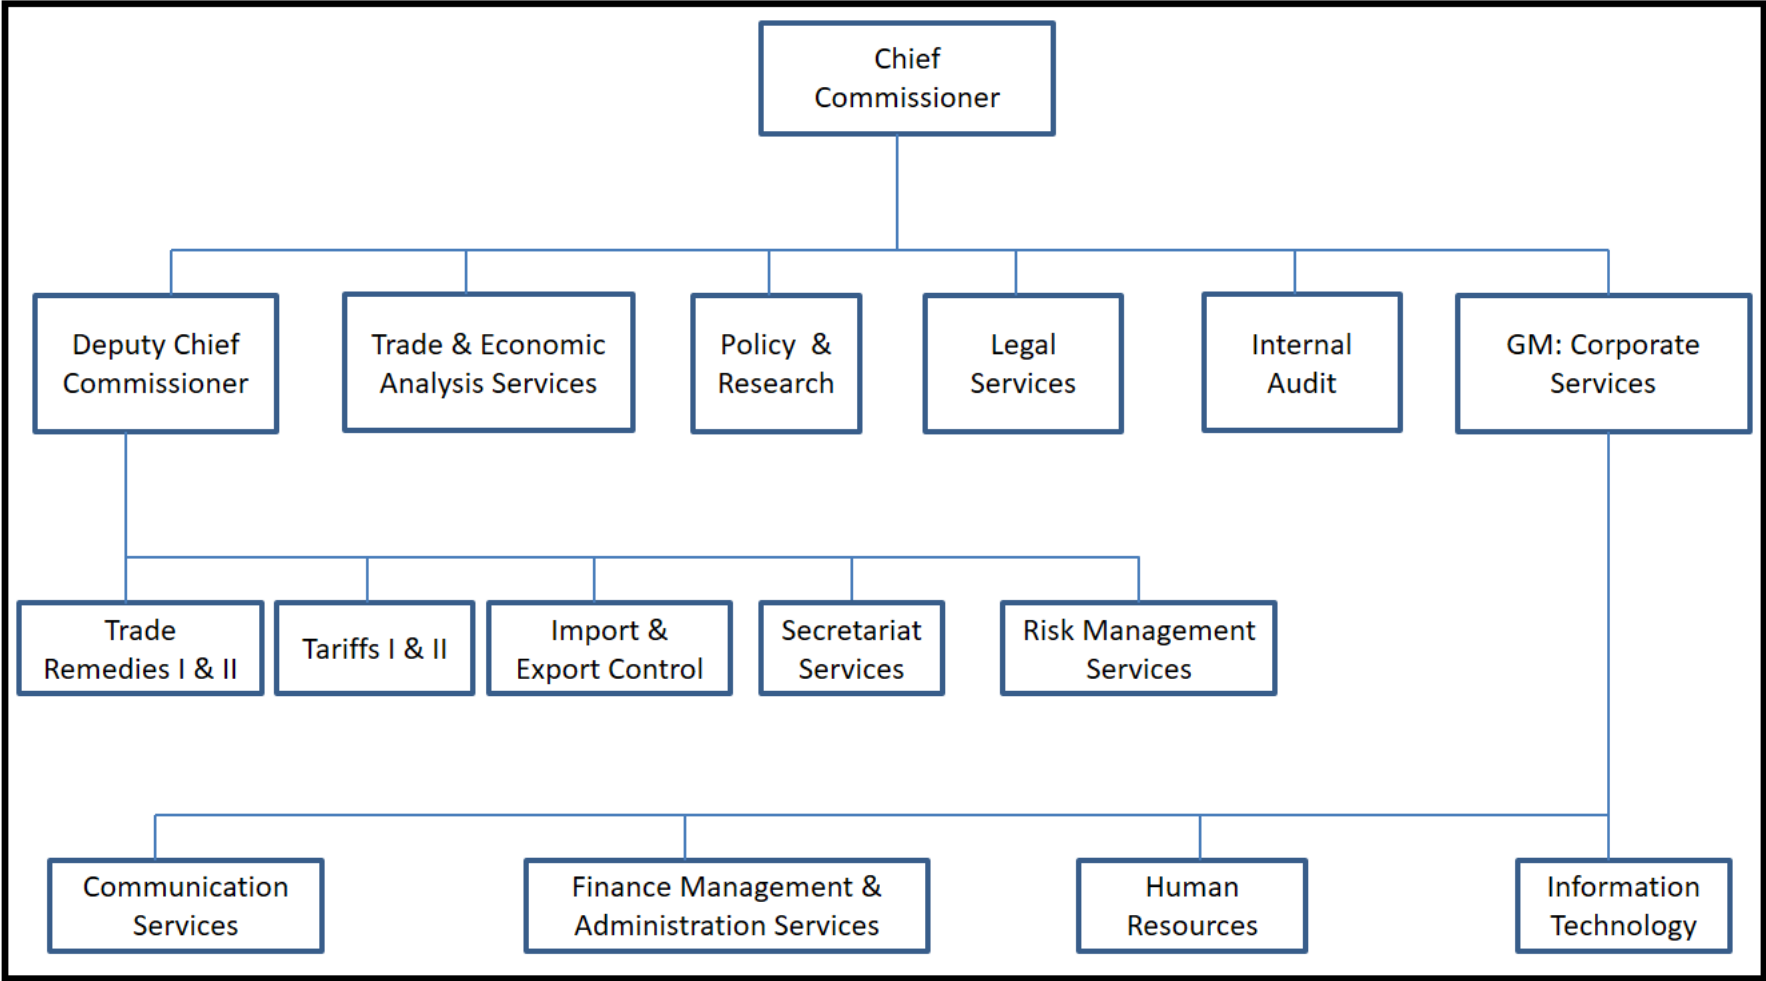 Chief
Commissioner
Deputy Chief
Commissioner
Trade & Economic
Analysis Services
Policy  &
Research
Legal
Services
Internal
Audit
GM: Corporate
Services
Trade
Remedies I & II
Tariffs I & II
Import &
Export Control
Secretariat
Services
Risk Management
Services
Communication
Services
Finance Management &
Administration Services
Human
Resources
Information
Technology